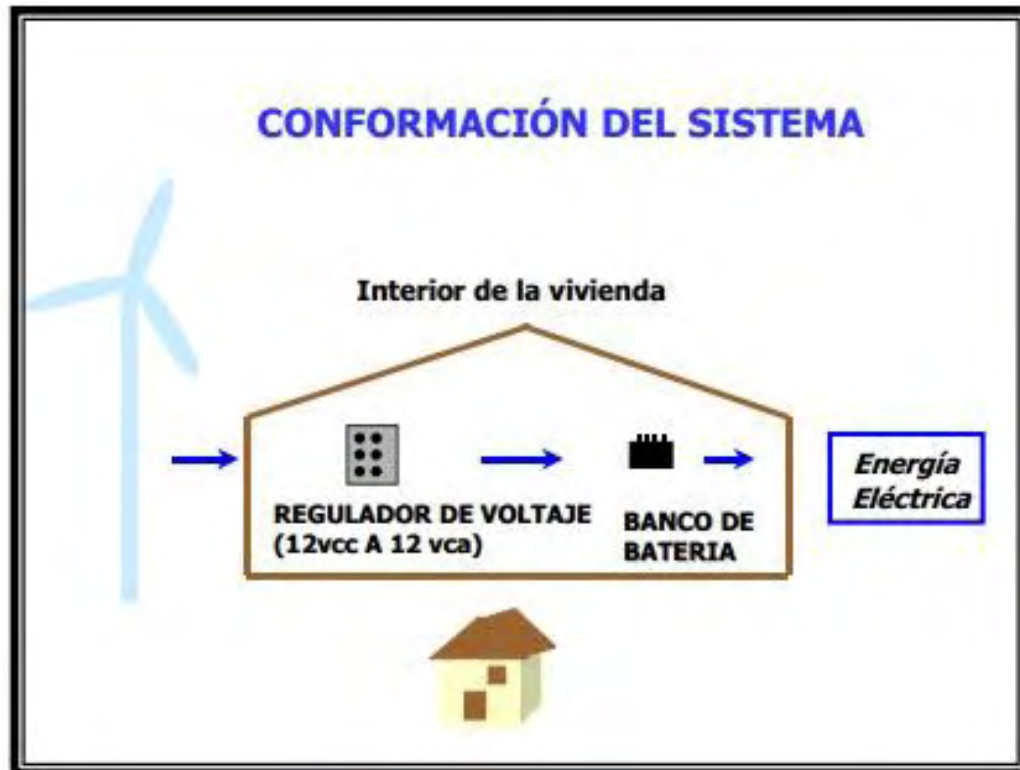 CONFORMACIÓN DEL SISTEMA
Interior de la vivienda
REGULADOR DE VOLTAJE
(12vcc A 12 vca)
BANCO DE
BATERIA
Energía
Eléctrica